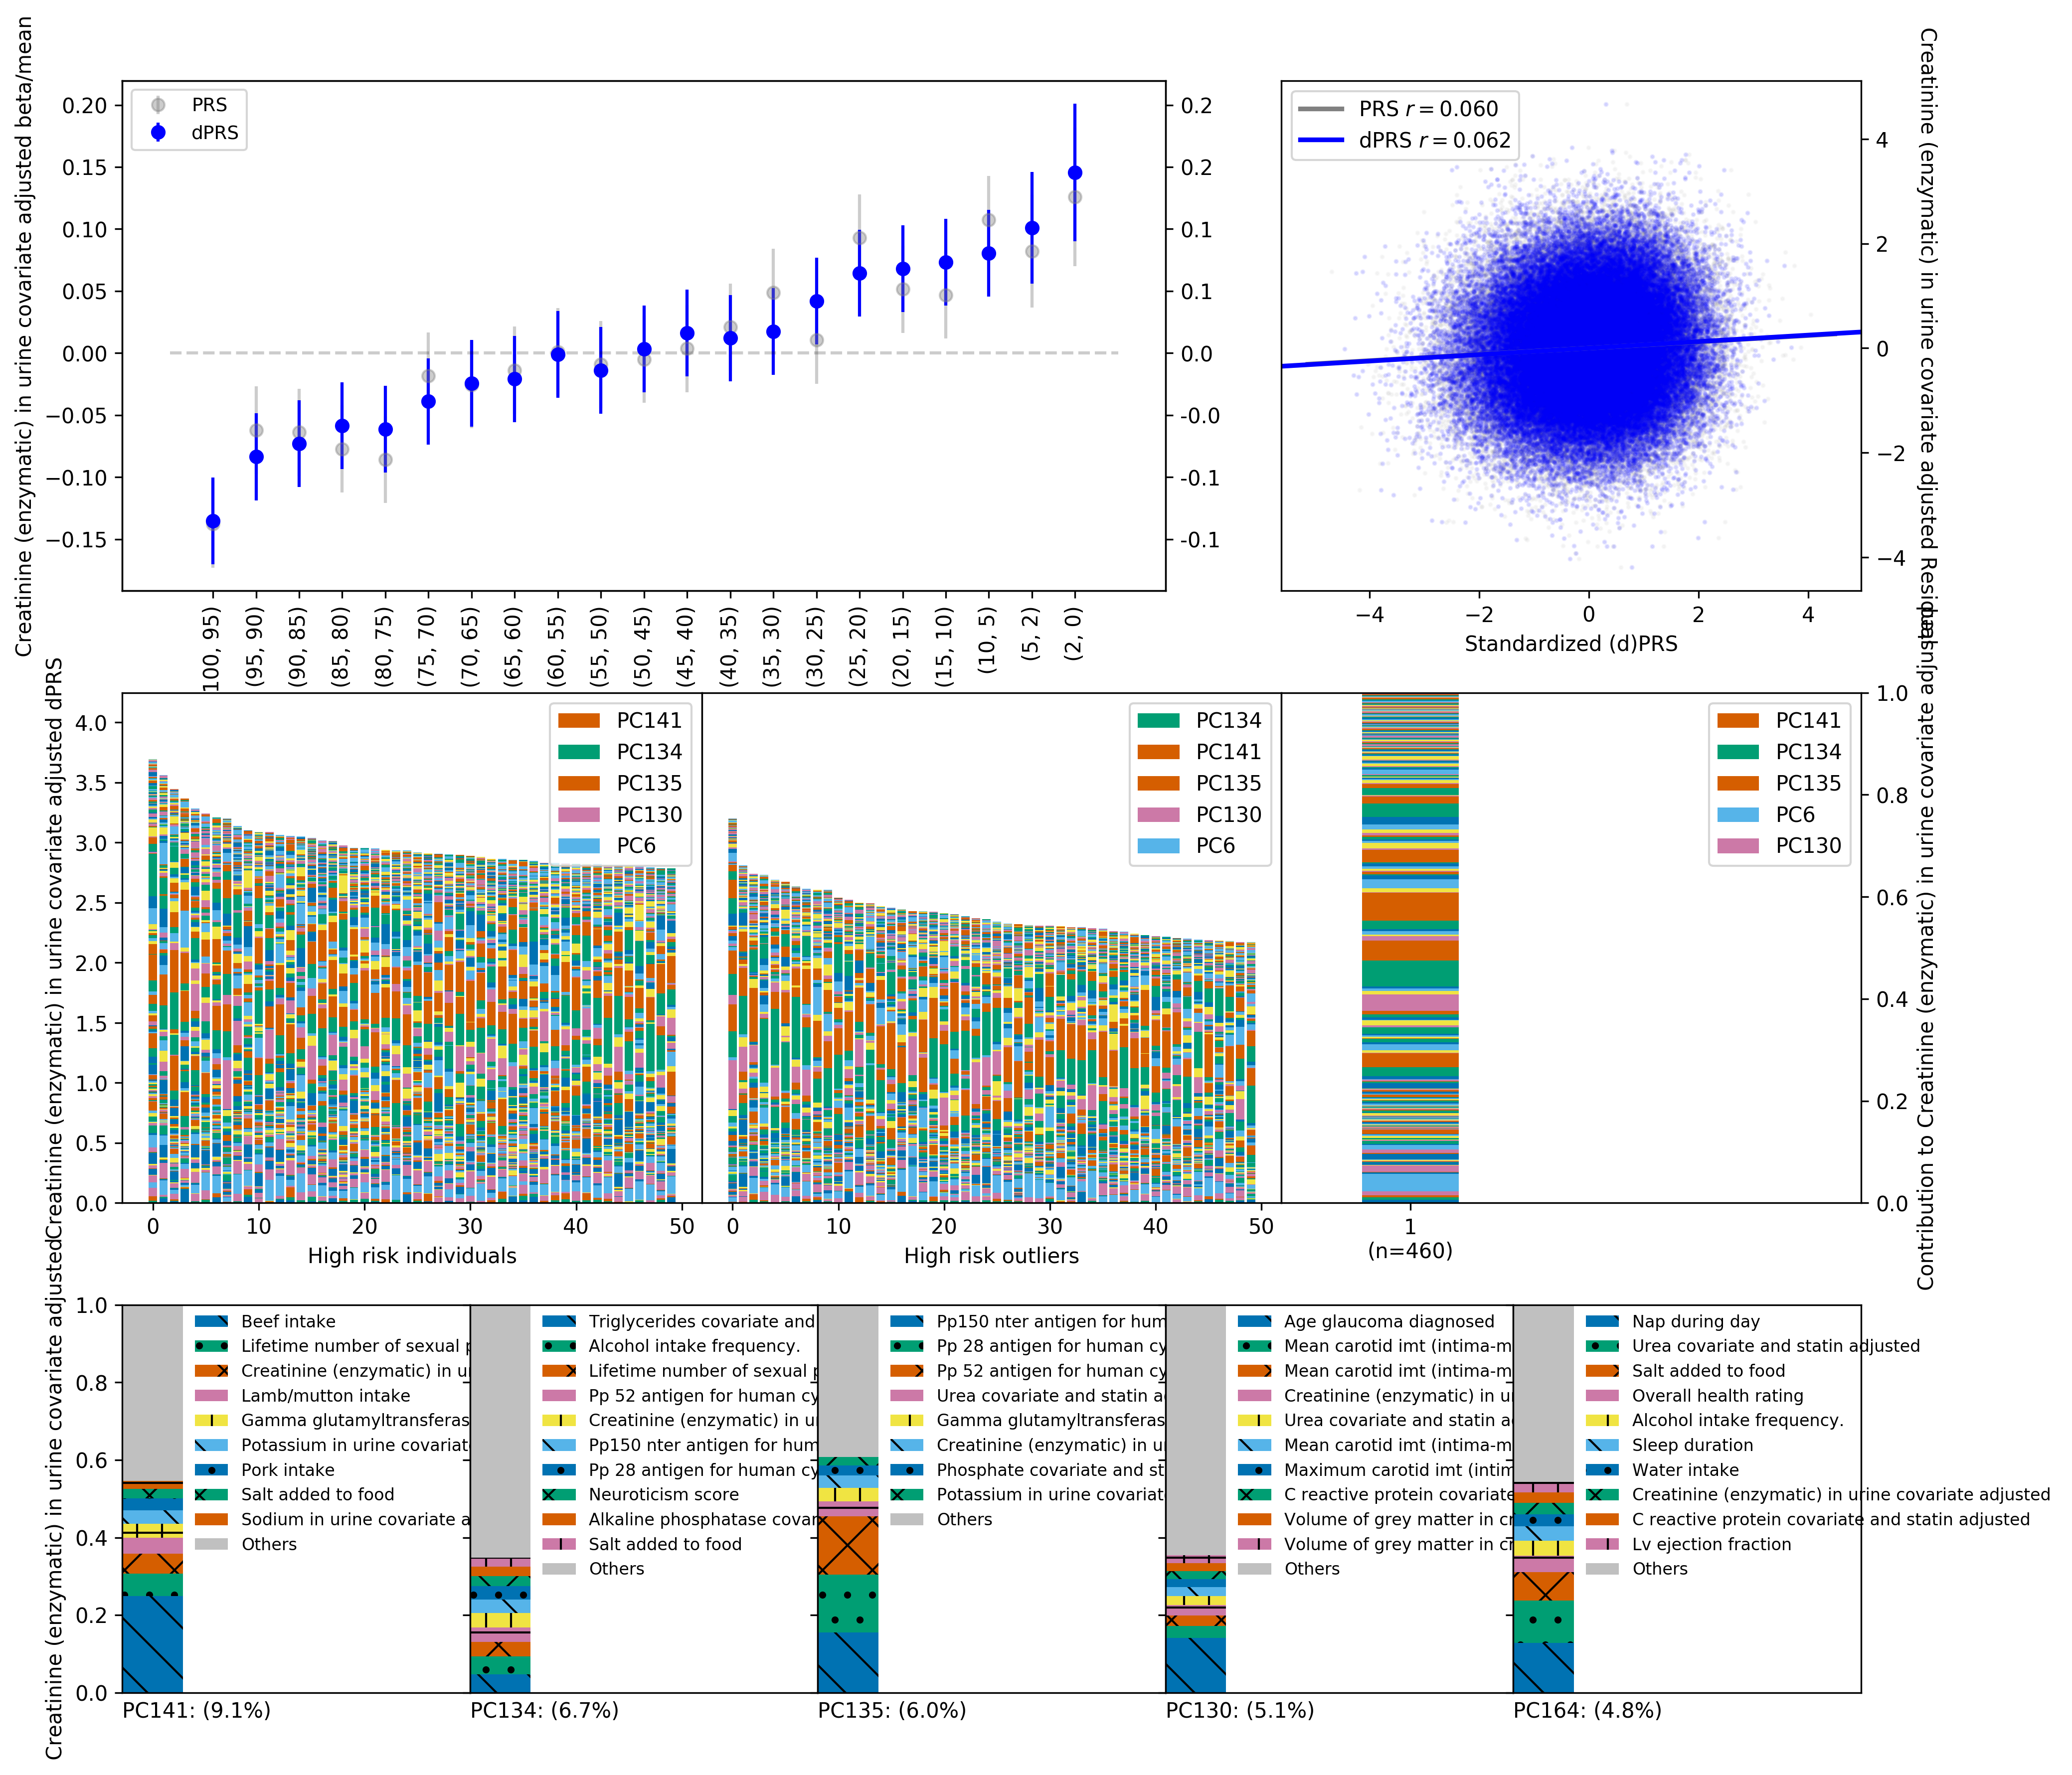 Creatinine (enzymatic) in urine covariate adjusted beta/mean
0.20
0.15
0.10
0.05
0.00
−0.05
−0.10
−0.15
PRS
dPRS
0.2
0.2
0.1
0.1
0.0
-0.0
-0.1
-0.1
100, 95)
(95, 90)
(90, 85)
(85, 80)
(80, 75)
(75, 70)
(70, 65)
(65, 60)
(60, 55)
(55, 50)
(50, 45)
(45, 40)
(40, 35)
(35, 30)
(30, 25)
(25, 20)
(20, 15)
(15, 10)
(10, 5)
(5, 2)
(2, 0)
PRS r = 0.060
dPRS r = 0.062
4
2
0
−2
−4
−4
−2
0
2
4
Standardized (d)PRS
Creatinine (enzymatic) in urine covariate adjusted Residuals
Creatinine (enzymatic) in urine covariate adjusted dPRS
4.0
3.5
3.0
2.5
2.0
1.5
1.0
0.5
0.0
PC141
PC134
PC135
PC130
PC6
0
10
20
30
40
50
High risk individuals
PC134
PC141
PC135
PC130
PC6
0
10
20
30
40
50
High risk outliers
PC141
PC134
PC135
PC6
PC130
1
(n=460)
1.0
0.8
0.6
0.4
0.2
0.0
Contribution to Creatinine (enzymatic) in urine covariate adjusted
Creatinine (enzymatic) in urine covariate adjusted
1.0
0.8
0.6
0.4
0.2
0.0
Beef intake
Lifetime number of sexual p
Creatinine (enzymatic) in ur
Lamb/mutton intake
Gamma glutamyltransferas
Potassium in urine covariate
Pork intake
Salt added to food
Sodium in urine covariate a
Others
PC141: (9.1%)
Triglycerides covariate and
Alcohol intake frequency.
Lifetime number of sexual p
Pp 52 antigen for human cy
Creatinine (enzymatic) in ur
Pp150 nter antigen for hum
Pp 28 antigen for human cy
Neuroticism score
Alkaline phosphatase covar
Salt added to food
Others
PC134: (6.7%)
Pp150 nter antigen for hum
Pp 28 antigen for human cy
Pp 52 antigen for human cy
Urea covariate and statin ad
Gamma glutamyltransferas
Creatinine (enzymatic) in ur
Phosphate covariate and st
Potassium in urine covariate
Others
PC135: (6.0%)
Age glaucoma diagnosed
Mean carotid imt (intima-m
Mean carotid imt (intima-m
Creatinine (enzymatic) in ur
Urea covariate and statin ad
Mean carotid imt (intima-m
Maximum carotid imt (intim
C reactive protein covariate
Volume of grey matter in cr
Volume of grey matter in cr
Others
PC130: (5.1%)
Nap during day
Urea covariate and statin adjusted
Salt added to food
Overall health rating
Alcohol intake frequency.
Sleep duration
Water intake
Creatinine (enzymatic) in urine covariate adjusted
C reactive protein covariate and statin adjusted
Lv ejection fraction
Others
PC164: (4.8%)